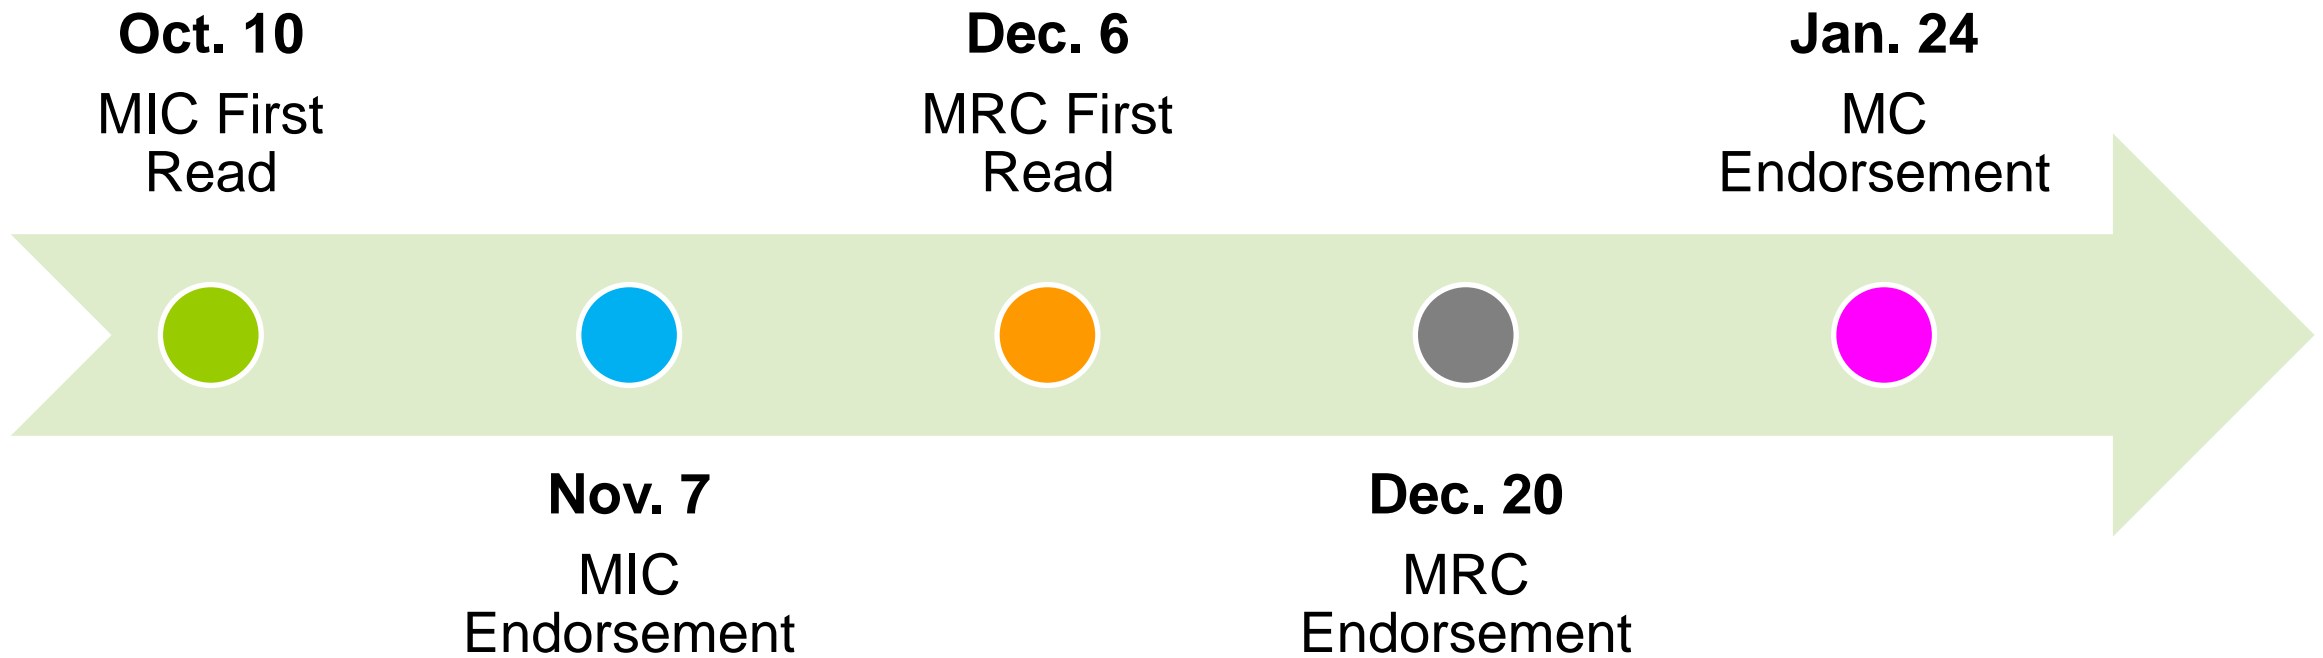 Oct. 10
MIC First
Read
Nov. 7
MIC
Endorsement
Dec. 6
MRC First
Read
Dec. 20
MRC
Endorsement
Jan. 24
MC
Endorsement